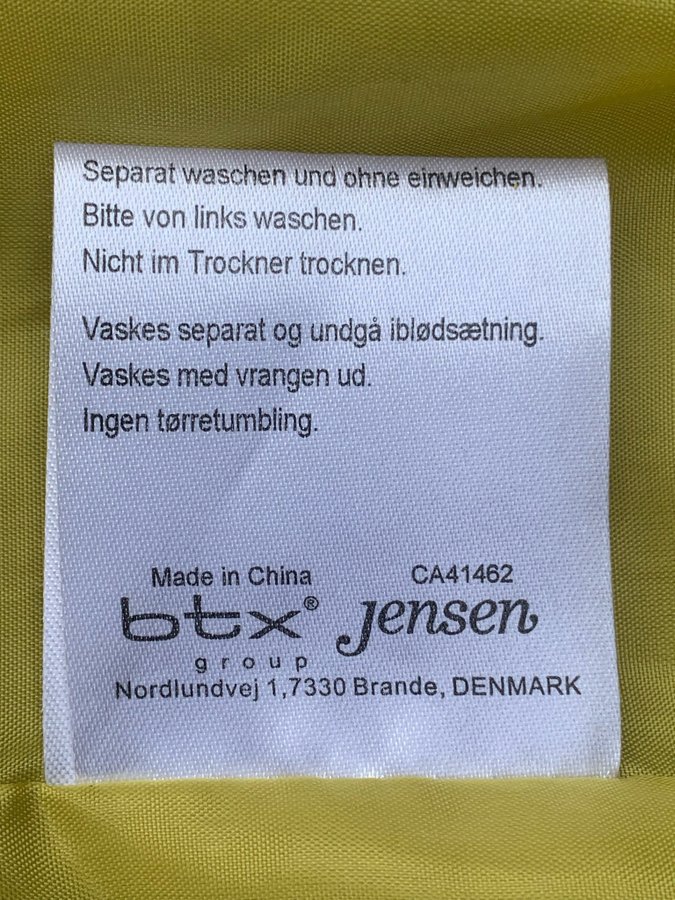 Separat waschen und ohne einweichen.
Bitte von links waschen.
Nicht im Trockner trocknen.
Vaskes separat og undgå iblødsætning.
Vaskes med vrangen ud.
Ingen tørretumbling.
Made in China CA41462
btx® jensen
group
Nordlundvej 1,7330 Brande, DENMARK